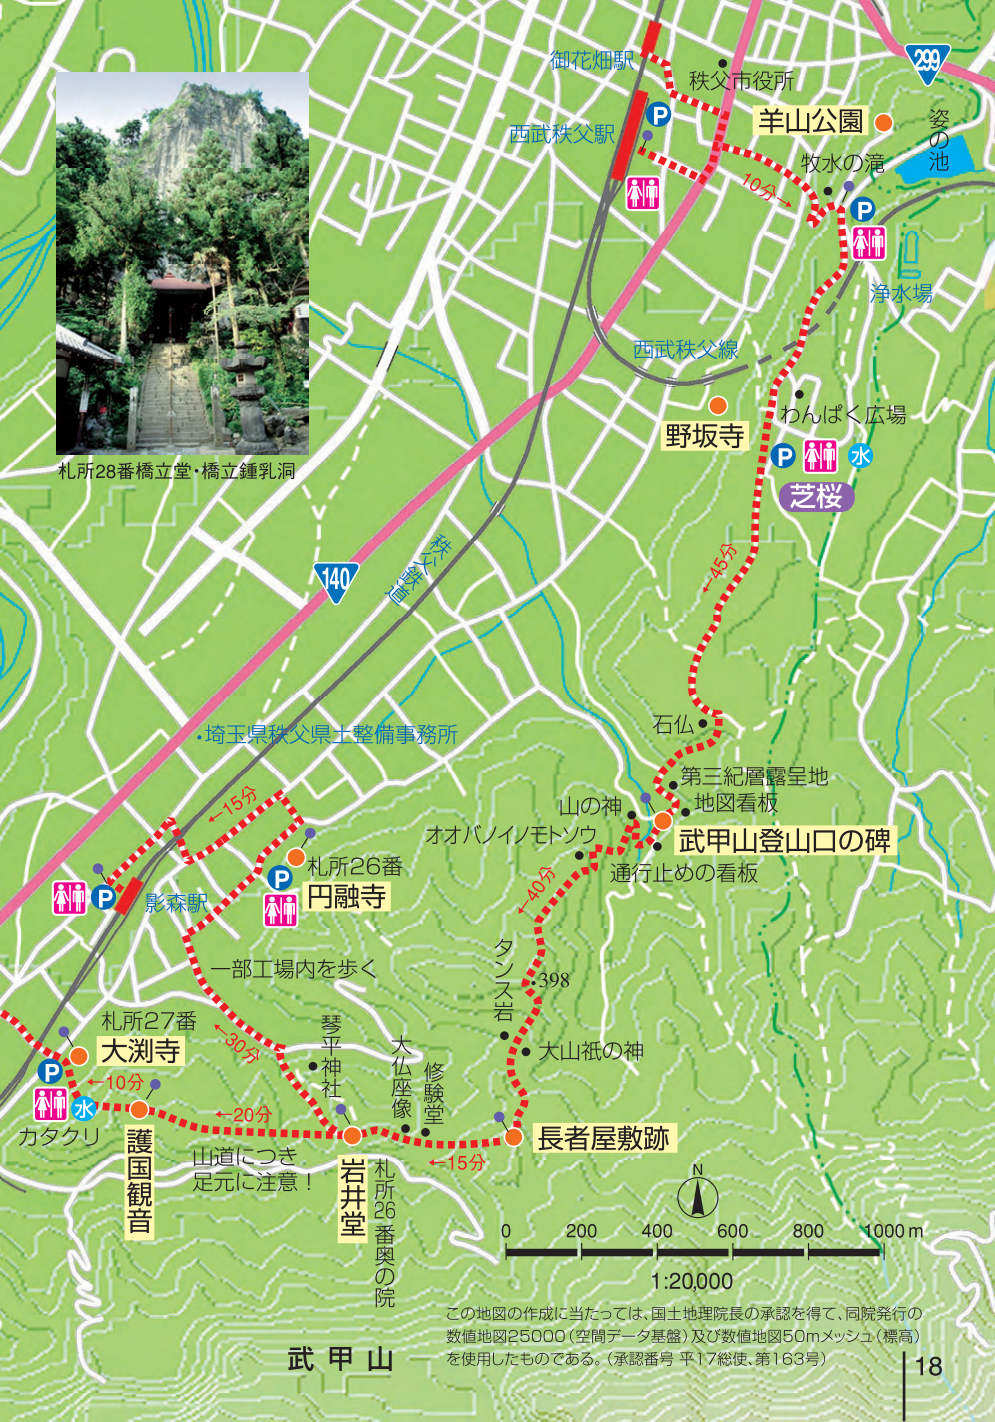 御花畑駅
秩父市役所
299
西武秩父駅
P
羊山公園
姿の池
牧水の滝
10分→
P
浄水場
西武秩父線
わんぱく広場
野坂寺
P
水
芝桜
札所28番橋立堂・橋立鍾乳洞
秩父鉄道
←45分
140
石仏
・埼玉県秩父県土整備事務所
第三紀層露呈地
地図看板
山の神
オオバノイノモトソウ
武甲山登山口の碑
通行止めの看板
←15分
札所26番
P
円融寺
P
影森駅
←40分
タンス岩
・398
一部工場内を歩く
大山祇の神
札所27番
大渕寺
←30分
琴平神社
大仏座像
修験堂
P
水
←10分
カタクリ
←20分
護国観音
山道につき
足元に注意！
岩井堂
札所26番奥の院
←15分
長者屋敷跡
N
0 200 400 600 800 1000m
1:20,000
この地図の作成に当たっては、国土地理院長の承認を得て、同院発行の
数値地図25000（空間データ基盤）及び数値地図50mメッシュ（標高）
を使用したものである。（承認番号 平17総使、第163号）
武甲山
18